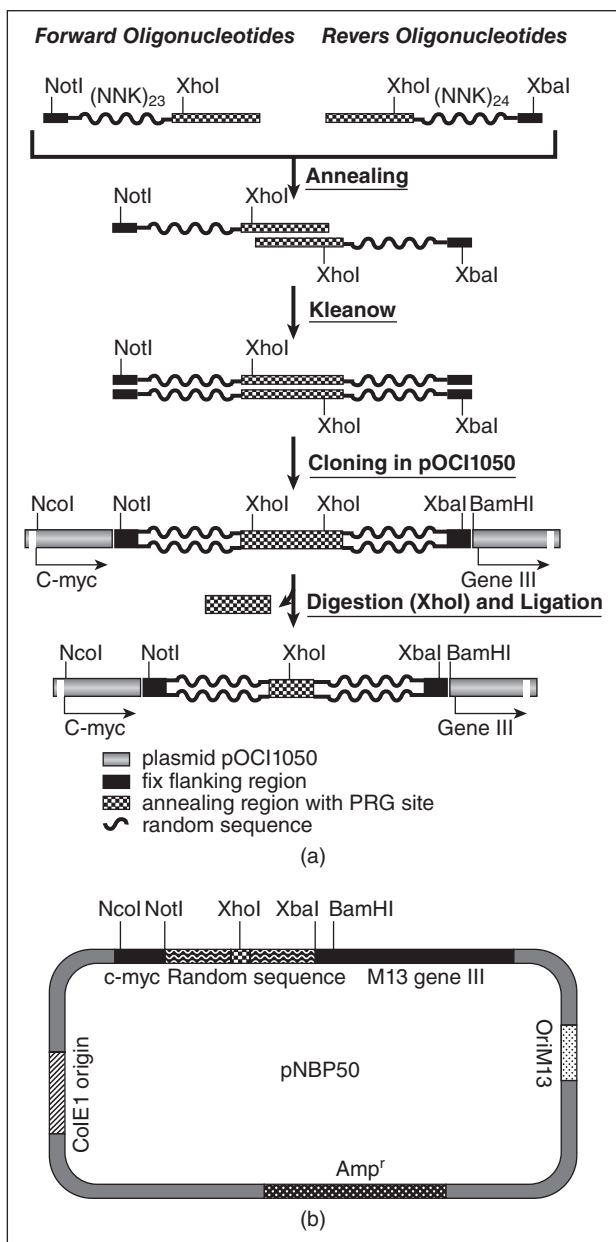 Forward Oligonucleotides Revers Oligonucleotides
NotI (NNK)23 XhoI XhoI (NNK)24 XbaI
Annealing
NotI XhoI
XhoI XbaI
Kleanow
NotI XhoI
XhoI XbaI
Cloning in pOCI1050
NcoI NotI XhoI XhoI XbaI BamHI
C-myc Gene III
Digestion (XhoI) and Ligation
NcoI NotI XhoI XbaI BamHI
C-myc Gene III
plasmid pOCI1050
fix flanking region
annealing region with PRG site
random sequence
(a)
NcoI NotI XhoI XbaI BamHI
c-myc Random sequence M13 gene III
ColE1 origin
pNBP50
OriM13
Ampr
(b)